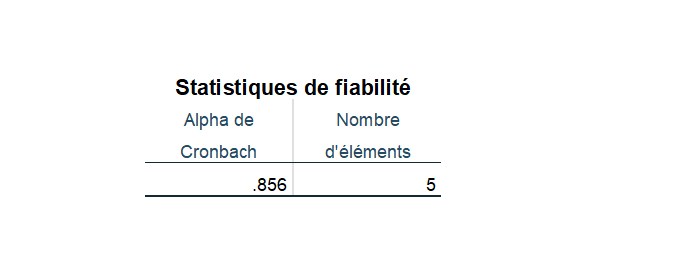 Statistiques de fiabilité
Alpha de Cronbach Nombre d'éléments
.856 5